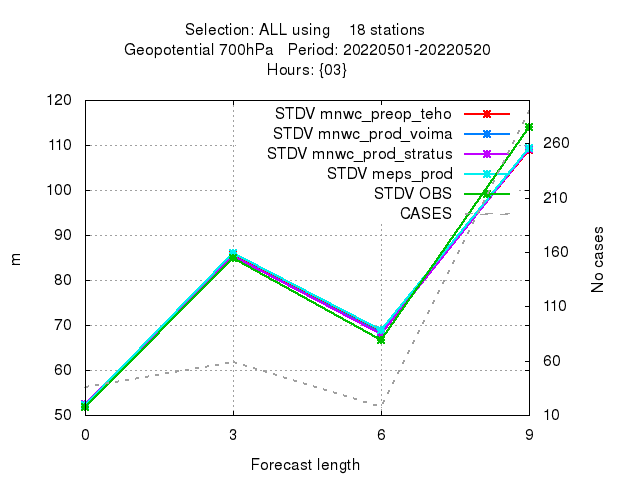 Selection: ALL using 18 stations
Geopotential 700hPa Period: 20220501-20220520
Hours: {03}
STDV mnwc_preop_teho
STDV mnwc_prod_voima
STDV mnwc_prod_stratus
STDV meps_prod
STDV OBS
CASES
120
110
100
90
80
70
60
50
m
260
210
160
110
60
10
No cases
0 3 6 9
Forecast length